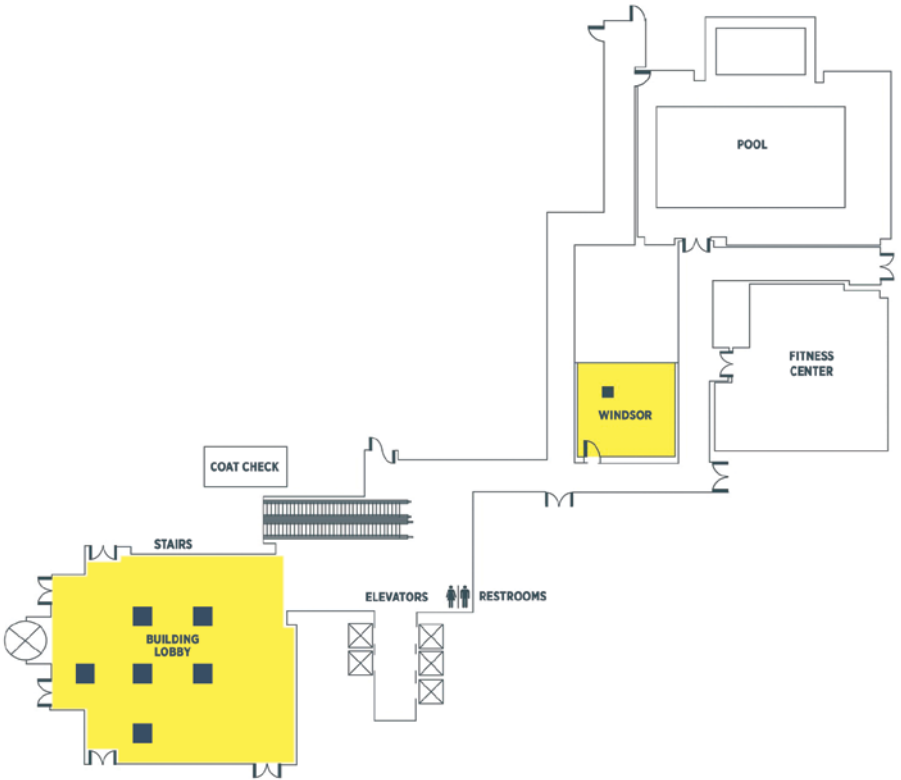 POOL
FITNESS
CENTER
WINDSOR
COAT CHECK
STAIRS
ELEVATORS
RESTROOMS
BUILDING
LOBBY